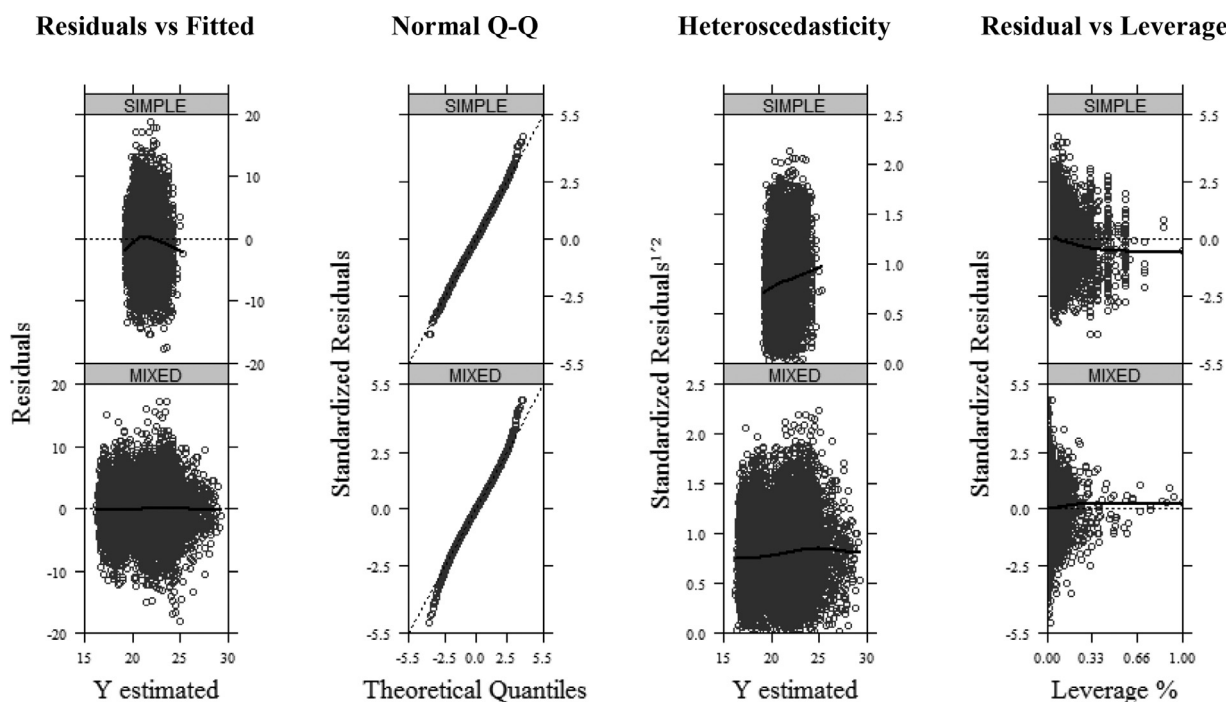 Residuals vs Fitted
Normal Q-Q
Heteroscedasticity
Residual vs Leverage
SIMPLE
SIMPLE
SIMPLE
SIMPLE
20
10
0
-10
-20
5.5
2.5
0.0
-2.5
-5.5
2.5
2.0
1.5
1.0
0.5
0.0
5.5
2.5
0.0
-2.5
-5.5
Residuals
Standardized Residuals
Standardized Residuals¹′²
Standardized Residuals
MIXED
MIXED
MIXED
MIXED
20
10
0
-10
-20
5.5
2.5
0.0
-2.5
-5.5
2.5
2.0
1.5
1.0
0.5
0.0
5.5
2.5
0.0
-2.5
-5.5
15 20 25 30
-5.5 -2.5 0.0 2.5 5.5
15 20 25 30
0.00 0.33 0.66 1.00
Y estimated
Theoretical Quantiles
Y estimated
Leverage %